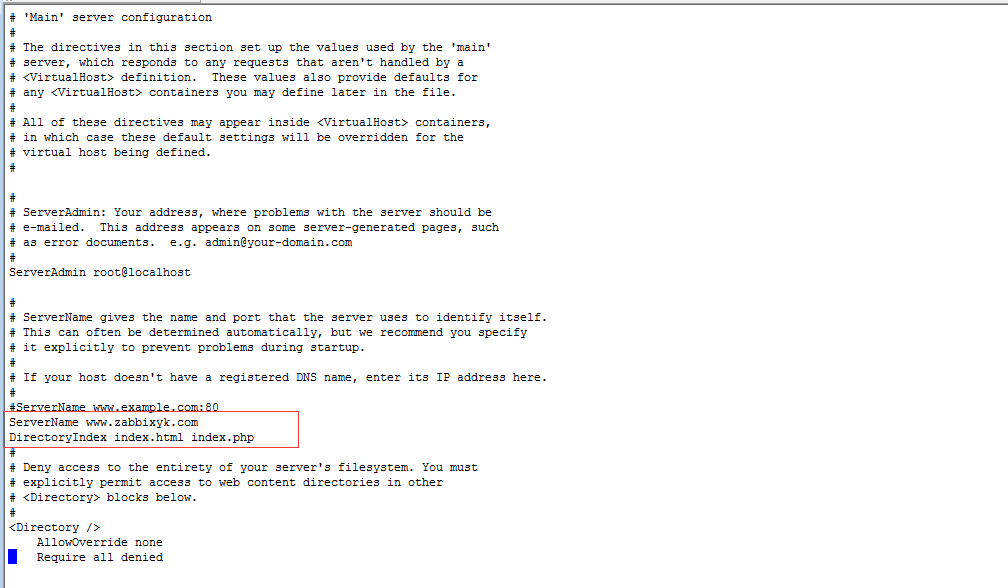 # 'Main' server configuration
#
# The directives in this section set up the values used by the 'main'
# server, which responds to any requests that aren't handled by a
# <VirtualHost> definition.  These values also provide defaults for
# any <VirtualHost> containers you may define later in the file.
#
# All of these directives may appear inside <VirtualHost> containers,
# in which case these default settings will be overridden for the
# virtual host being defined.
#

#
# ServerAdmin: Your address, where problems with the server should be
# e-mailed.  This address appears on some server-generated pages, such
# as error documents.  e.g. admin@your-domain.com
#
ServerAdmin root@localhost

#
# ServerName gives the name and port that the server uses to identify itself.
# This can often be determined automatically, but we recommend you specify
# it explicitly to prevent problems during startup.
#
# If your host doesn't have a registered DNS name, enter its IP address here.
#
#ServerName www.example.com:80
ServerName www.zabbixyk.com
DirectoryIndex index.html index.php
#
# Deny access to the entirety of your server's filesystem. You must
# explicitly permit access to web content directories in other
# <Directory> blocks below.
#
<Directory />
    AllowOverride none
    Require all denied